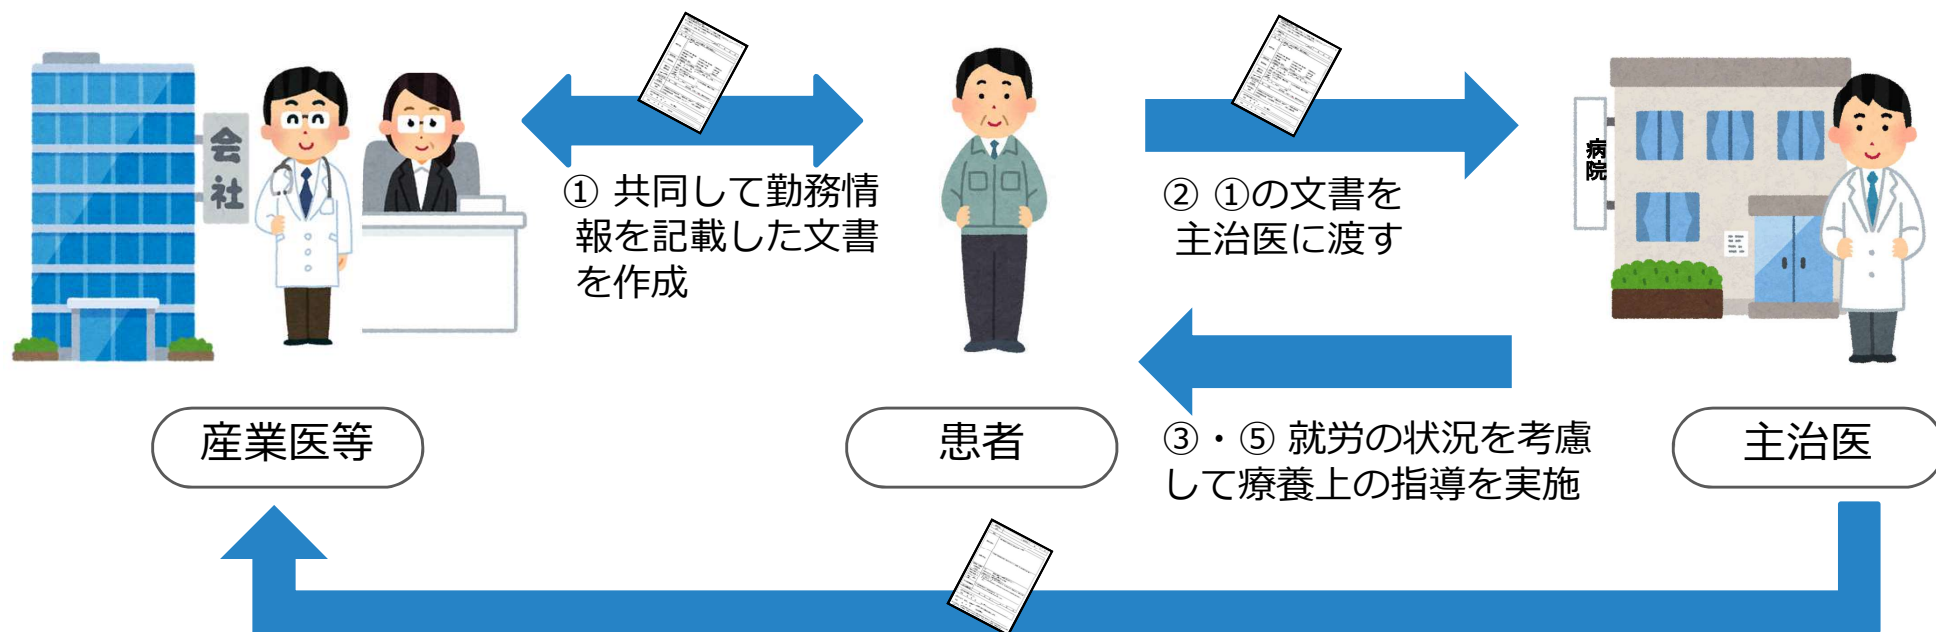 会社
① 共同して勤務情
報を記載した文書
を作成
② ①の文書を
主治医に渡す
病院
③・⑤ 就労の状況を考慮
して療養上の指導を実施
産業医等
患者
主治医